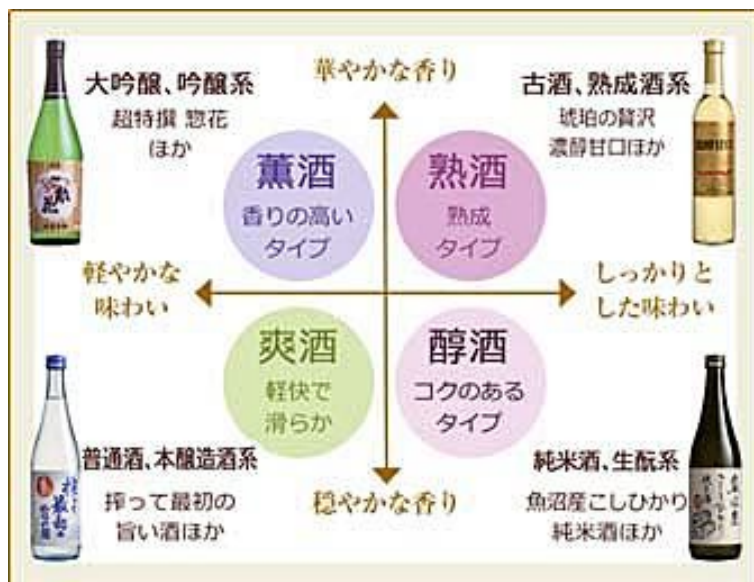 華やかな香り
大吟醸、吟醸系
超特撰 惣花
ほか
古酒、熟成酒系
琥珀の贅沢
濃醇甘口ほか
薫酒
香りの高い
タイプ
熟酒
熟成
タイプ
軽やかな
味わい
しっかりと
した味わい
爽酒
軽快で
滑らか
醇酒
コクのある
タイプ
普通酒、本醸造酒系
搾って最初の
旨い酒ほか
純米酒、生酛系
魚沼産こしひかり
純米酒ほか
穏やかな香り